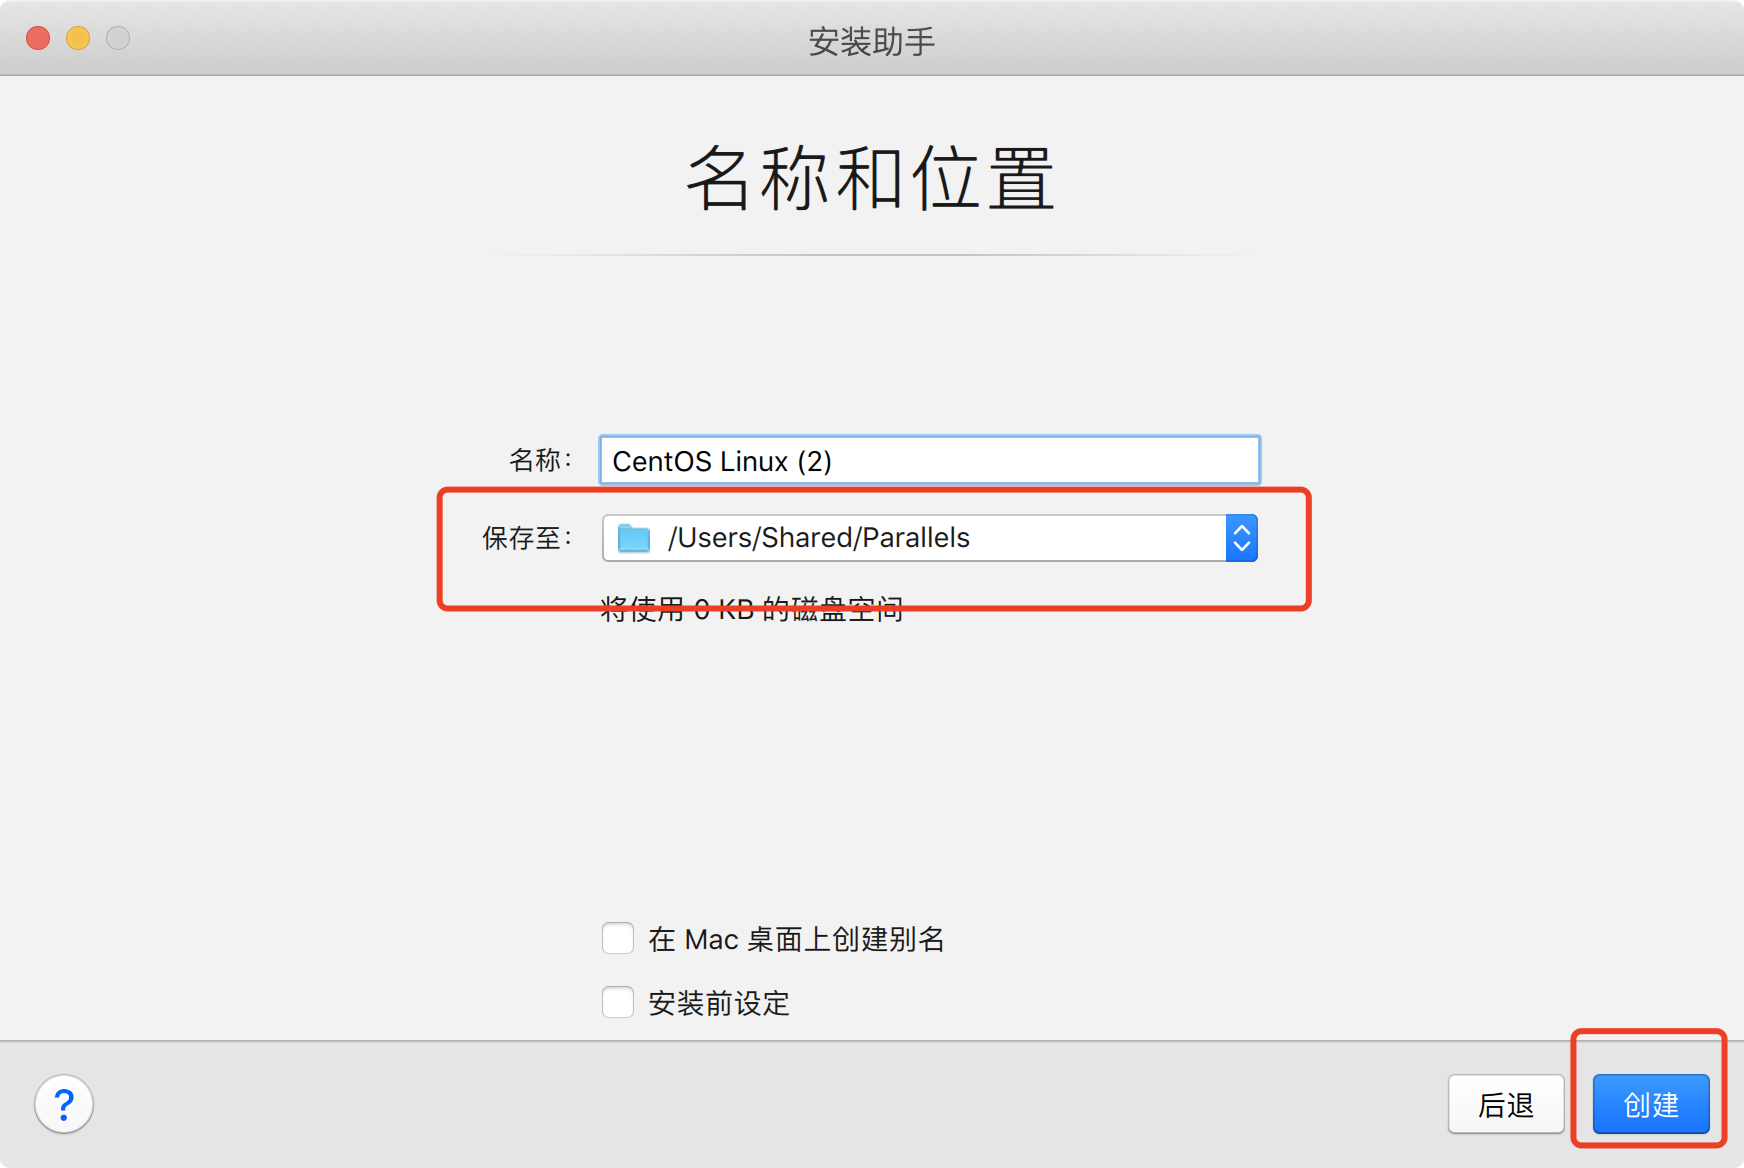 安装助手
名称和位置
名称：
CentOS Linux (2)
保存至：
/Users/Shared/Parallels
将使用 0 KB 的磁盘空间
在 Mac 桌面上创建别名
安装前设定
?
后退
创建